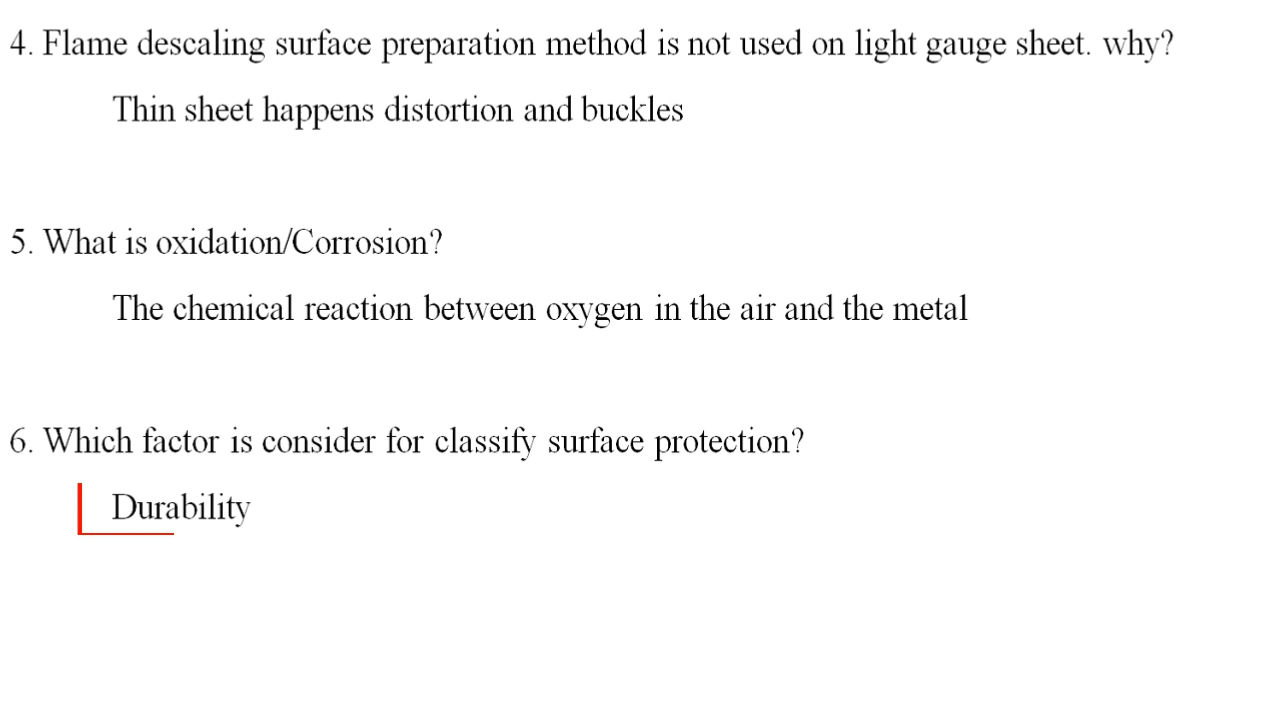 4. Flame descaling surface preparation method is not used on light gauge sheet. why?
Thin sheet happens distortion and buckles
5. What is oxidation/Corrosion?
The chemical reaction between oxygen in the air and the metal
6. Which factor is consider for classify surface protection?
Durability